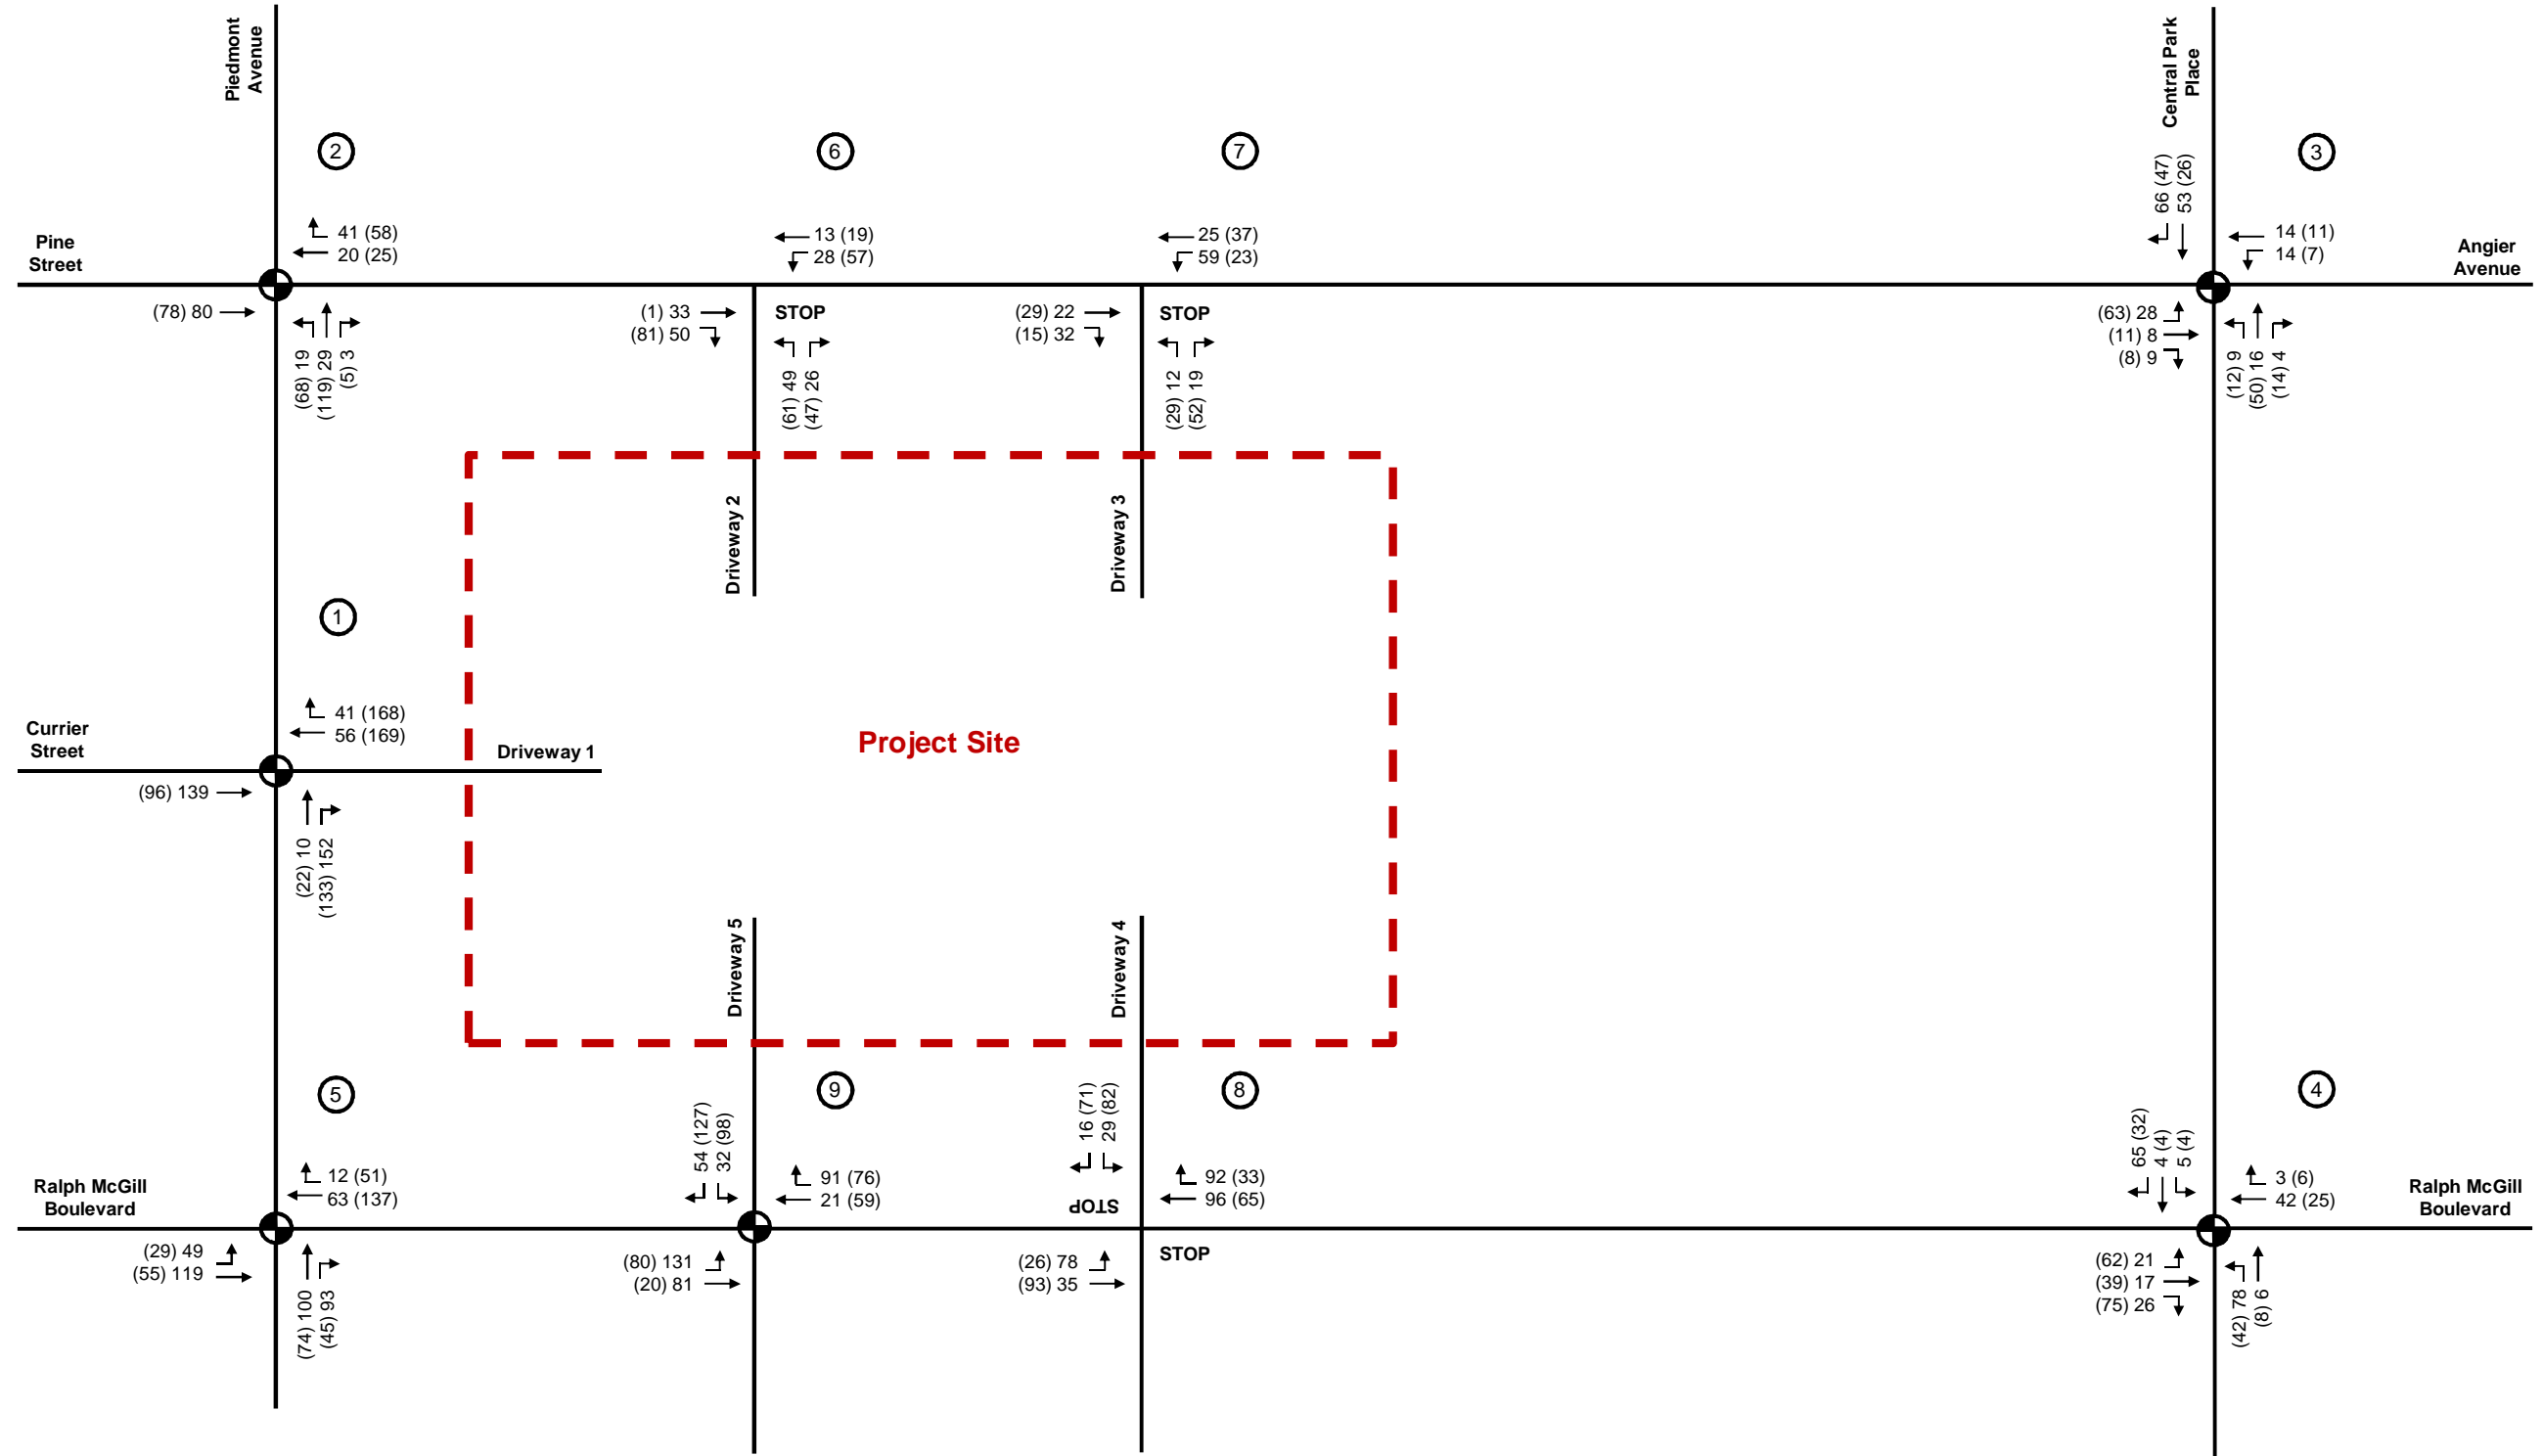 Piedmont
Avenue
Central Park
Place
2
6
7
3
66 (47)
53 (26)
Pine
Street
41 (58)
20 (25)
13 (19)
28 (57)
25 (37)
59 (23)
14 (11)
14 (7)
Angier
Avenue
(78) 80
(1) 33
(81) 50
STOP
(29) 22
(15) 32
STOP
(63) 28
(11) 8
(8) 9
(68) 19
(119) 29
(5) 3
(61) 49
(47) 26
(29) 12
(52) 19
(12) 9
(50) 16
(14) 4
Driveway 2
Driveway 3
1
Currier
Street
41 (168)
56 (169)
Driveway 1
Project Site
(96) 139
(22) 10
(133) 152
Driveway 5
Driveway 4
5
9
8
4
54 (127)
32 (98)
16 (71)
29 (82)
65 (32)
4 (4)
5 (4)
Ralph McGill
Boulevard
12 (51)
63 (137)
91 (76)
21 (59)
STOP
92 (33)
96 (65)
3 (6)
42 (25)
Ralph McGill
Boulevard
(29) 49
(55) 119
(80) 131
(20) 81
(26) 78
(93) 35
STOP
(62) 21
(39) 17
(75) 26
(74) 100
(45) 93
(42) 78
(8) 6